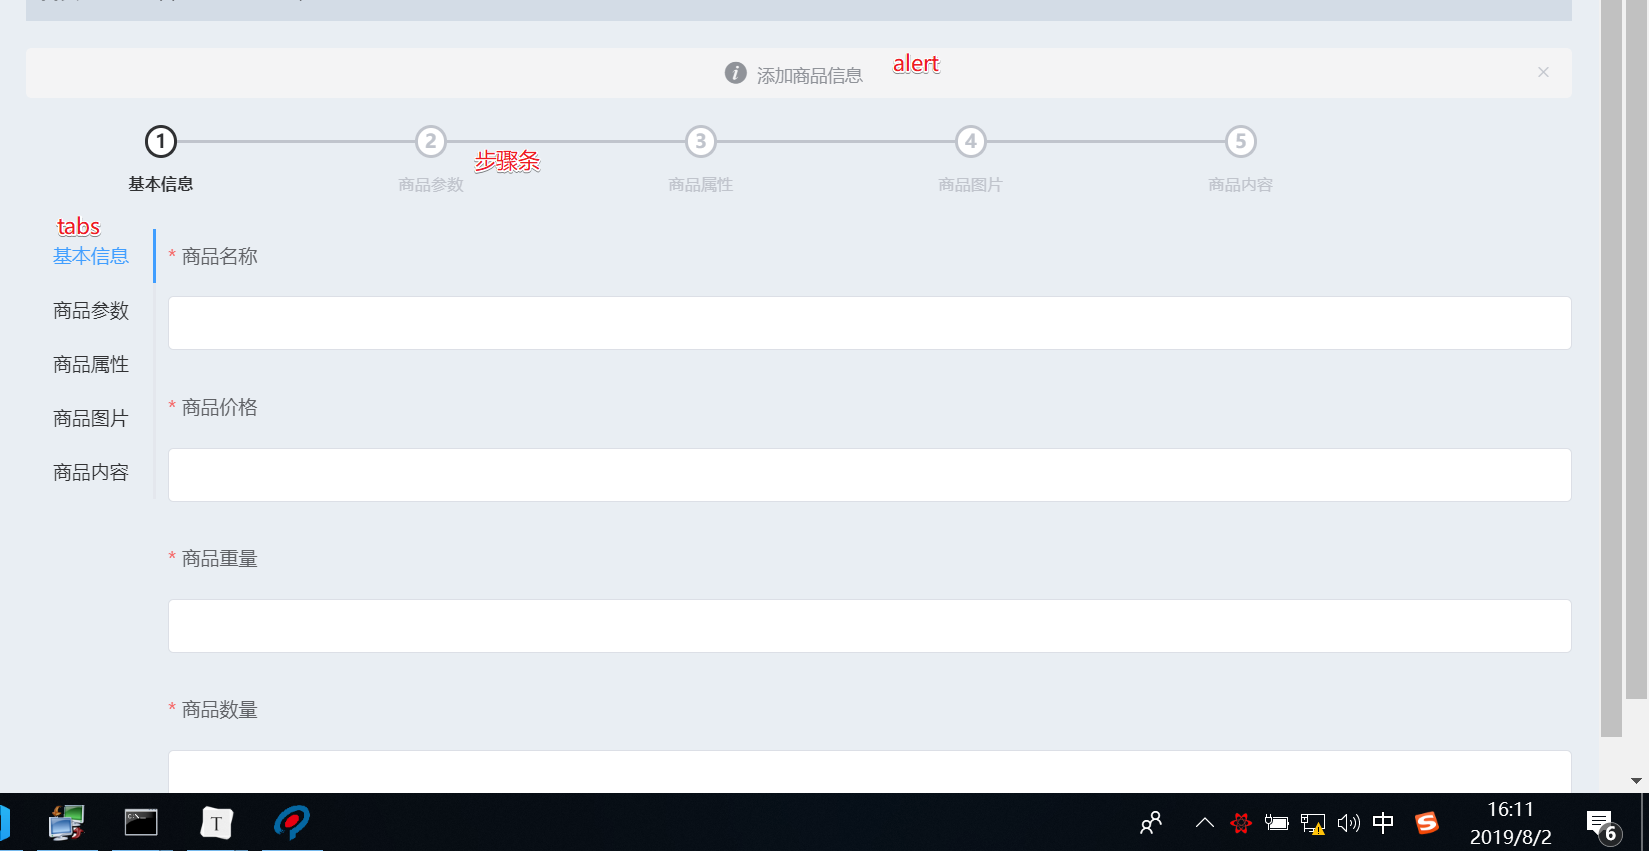 添加商品信息
alert
1
2
3
4
5
步骤条
基本信息
商品参数
商品属性
商品图片
商品内容
tabs
基本信息
商品参数
商品属性
商品图片
商品内容
* 商品名称
* 商品价格
* 商品重量
* 商品数量
T
中
S
16:11
2019/8/2
6